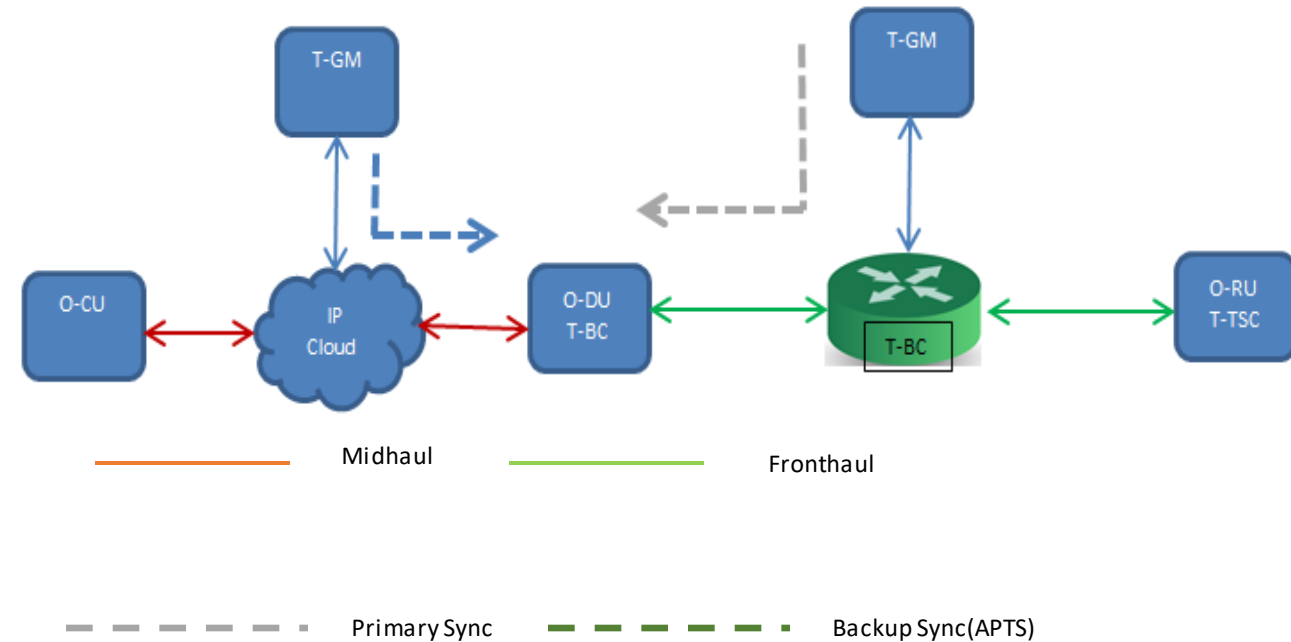 T-GM
T-GM
O-CU
IP
Cloud
O-DU
T-BC
T-BC
O-RU
T-TSC
Midhaul
Fronthaul
Primary Sync
Backup Sync(APTS)